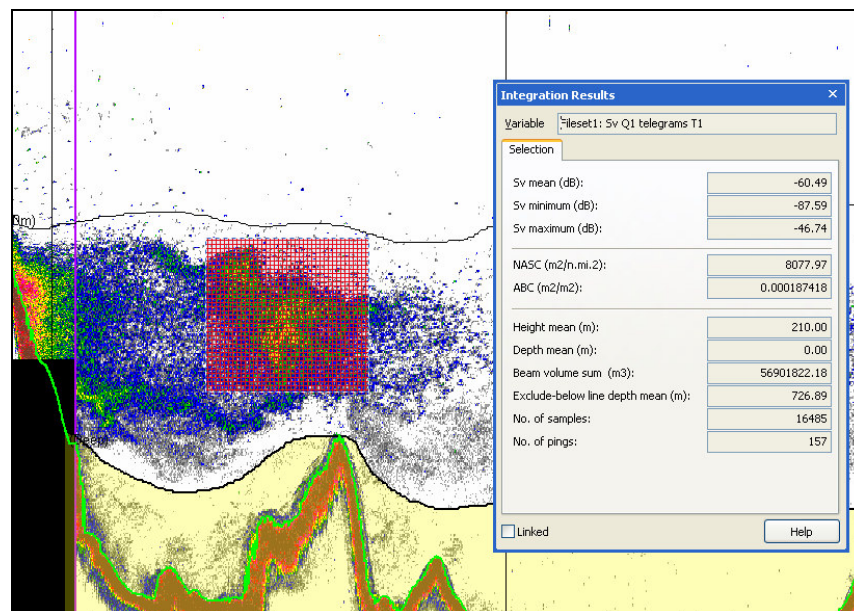 Integration Results
Variable
Fileset1: Sv Q1 telegrams T1
Selection
Sv mean (dB): -60.49
Sv minimum (dB): -87.59
Sv maximum (dB): -46.74
NASC (m2/n.mi.2): 8077.97
ABC (m2/m2): 0.000187418
Height mean (m): 210.00
Depth mean (m): 0.00
Beam volume sum (m3): 56901822.18
Exclude-below line depth mean (m): 726.89
No. of samples: 16485
No. of pings: 157
Linked
Help
0m)